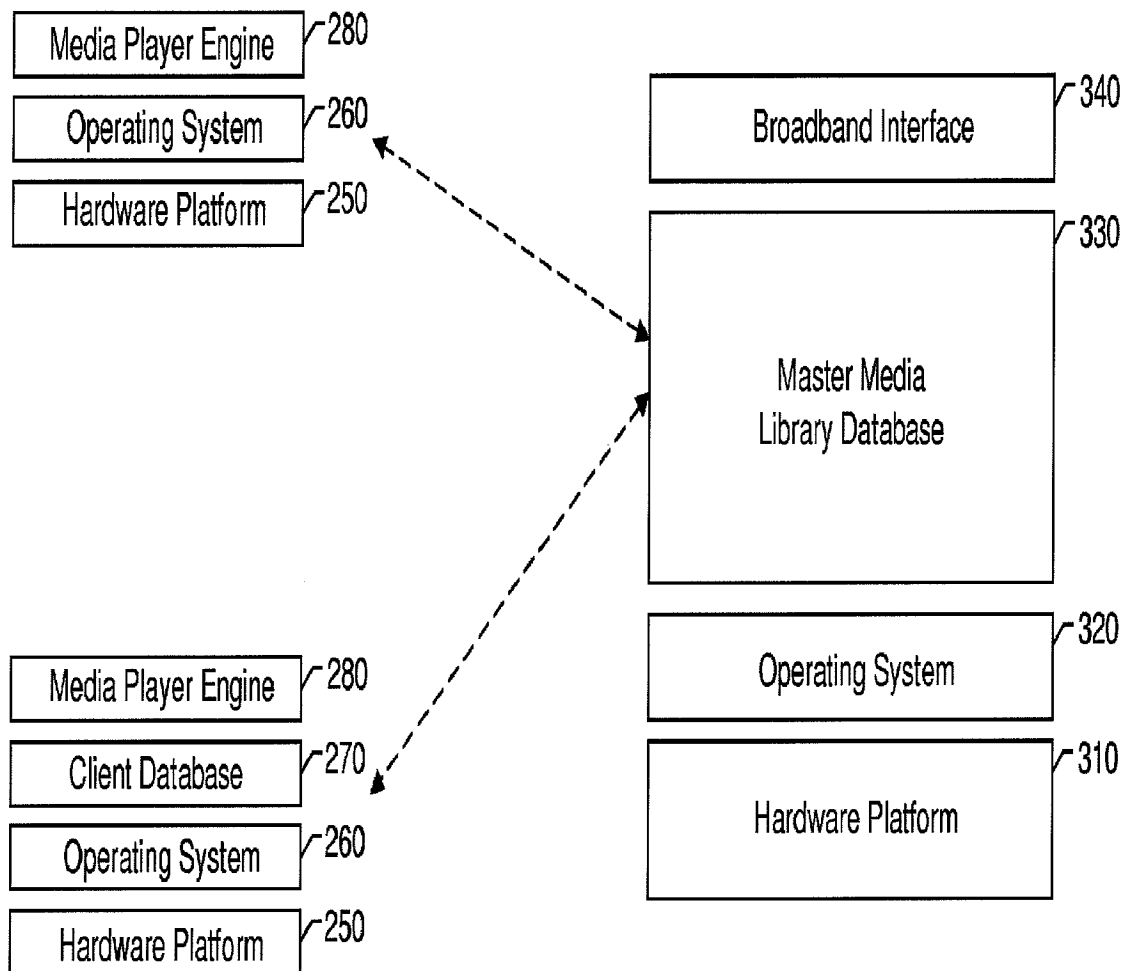 Media Player Engine 280
Operating System 260
Hardware Platform 250
Broadband Interface 340
Master Media 330
Library Database
Operating System 320
Hardware Platform 310
Media Player Engine 280
Client Database 270
Operating System 260
Hardware Platform 250